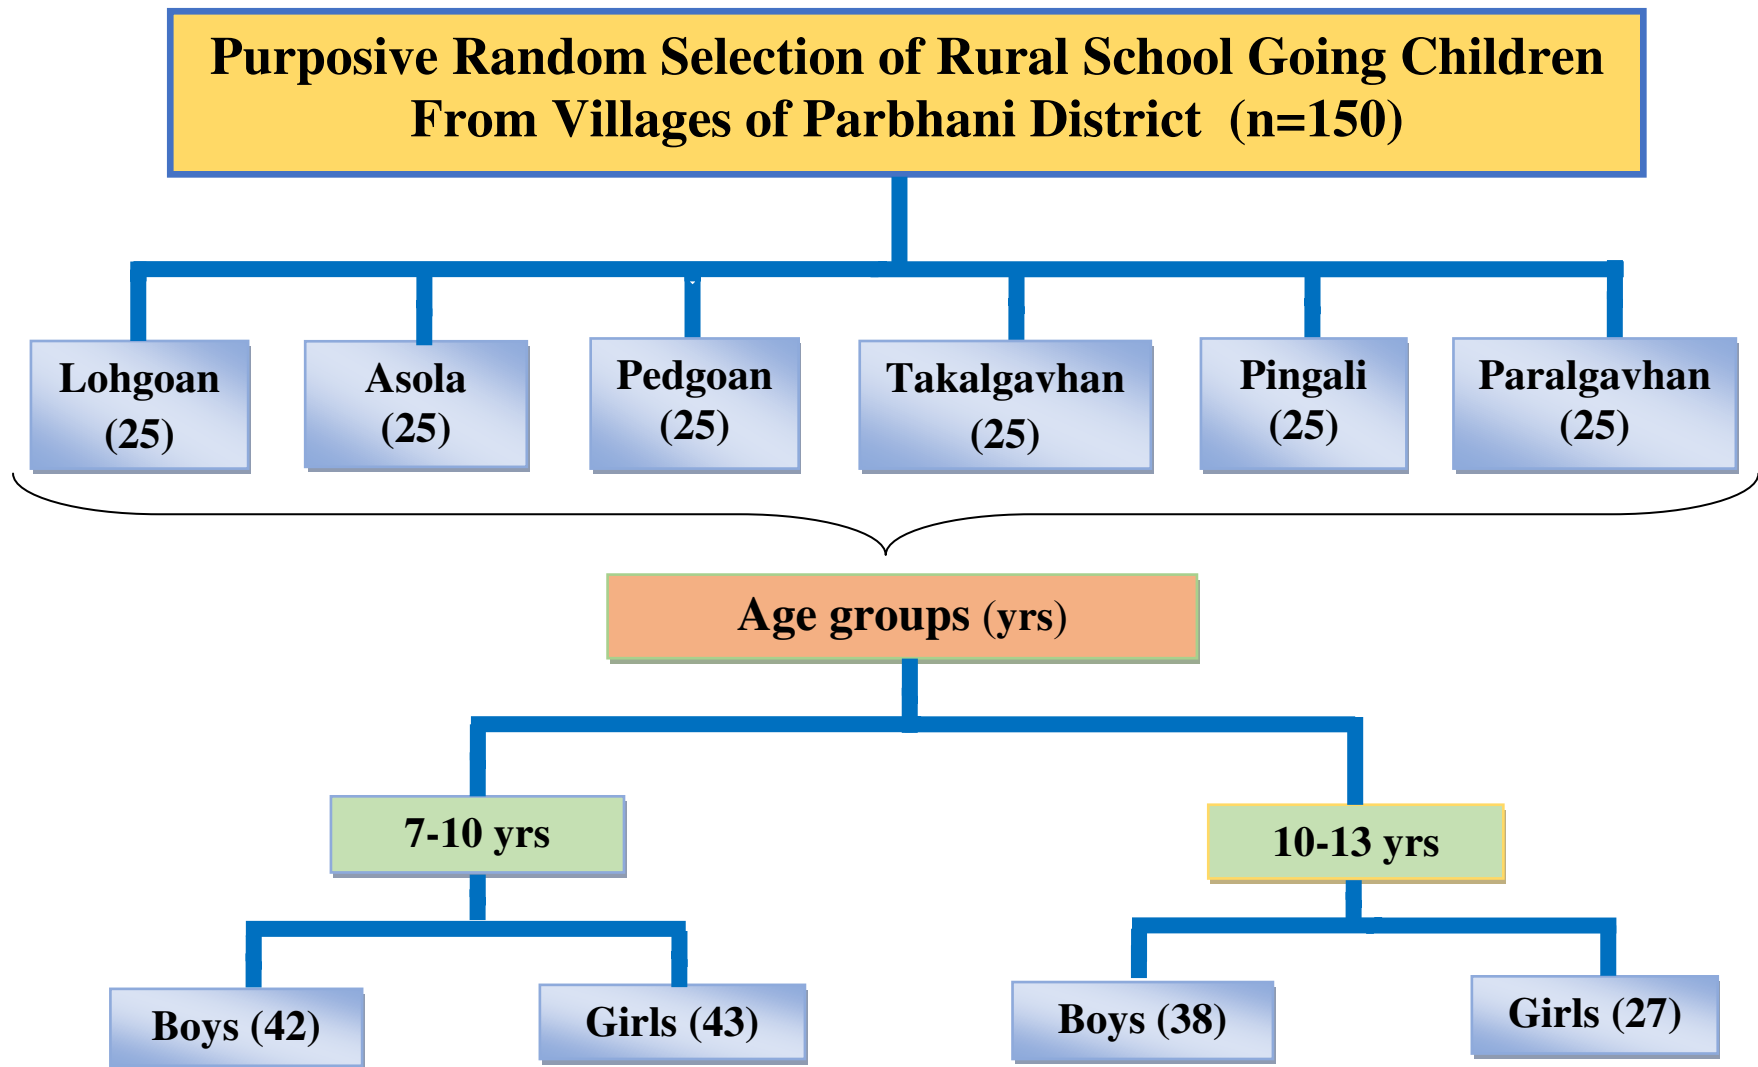 Purposive Random Selection of Rural School Going Children
From Villages of Parbhani District (n=150)
Lohgoan
(25)
Asola
(25)
Pedgoan
(25)
Takalgavhan
(25)
Pingali
(25)
Paralgavhan
(25)
Age groups (yrs)
7-10 yrs
10-13 yrs
Boys (42)
Girls (43)
Boys (38)
Girls (27)